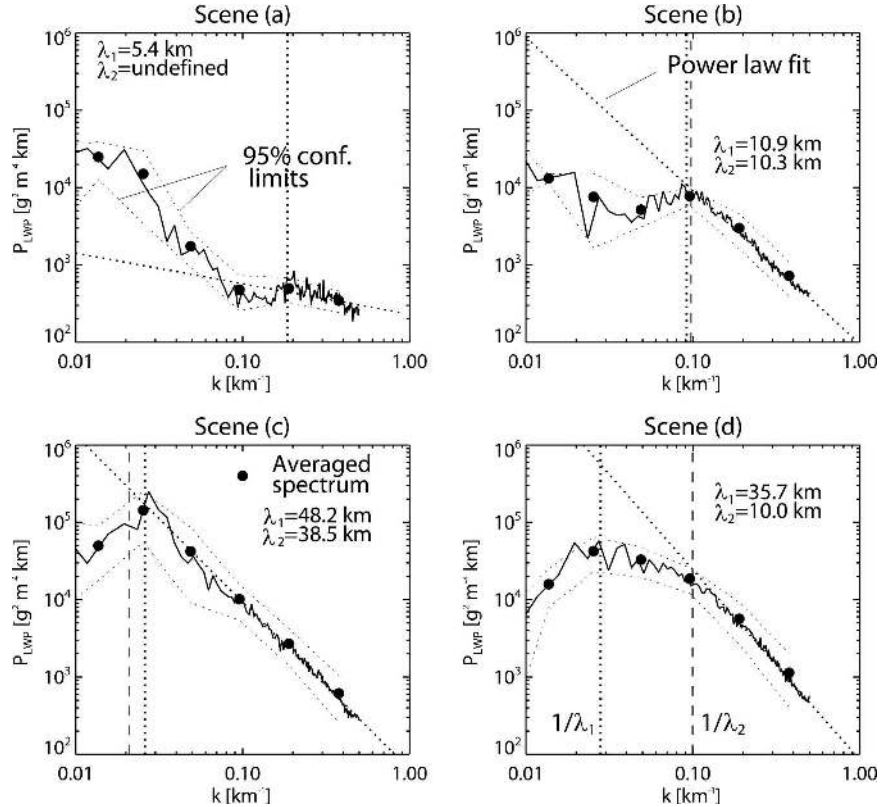 Scene (a)
10⁶
10⁵
10⁴
10³
10²
P_LWP [g² m⁻⁴ km]
λ₁=5.4 km
λ₂=undefined
95% conf.
limits
0.01
0.10
1.00
k [km⁻¹]
Scene (b)
10⁶
10⁵
10⁴
10³
10²
P_LWP [g² m⁻⁴ km]
Power law fit
λ₁=10.9 km
λ₂=10.3 km
0.01
0.10
1.00
k [km⁻¹]
Scene (c)
10⁶
10⁵
10⁴
10³
10²
P_LWP [g² m⁻⁴ km]
Averaged
spectrum
λ₁=48.2 km
λ₂=38.5 km
0.01
0.10
1.00
k [km⁻¹]
Scene (d)
10⁶
10⁵
10⁴
10³
10²
P_LWP [g² m⁻⁴ km]
λ₁=35.7 km
λ₂=10.0 km
1/λ₁
1/λ₂
0.01
0.10
1.00
k [km⁻¹]